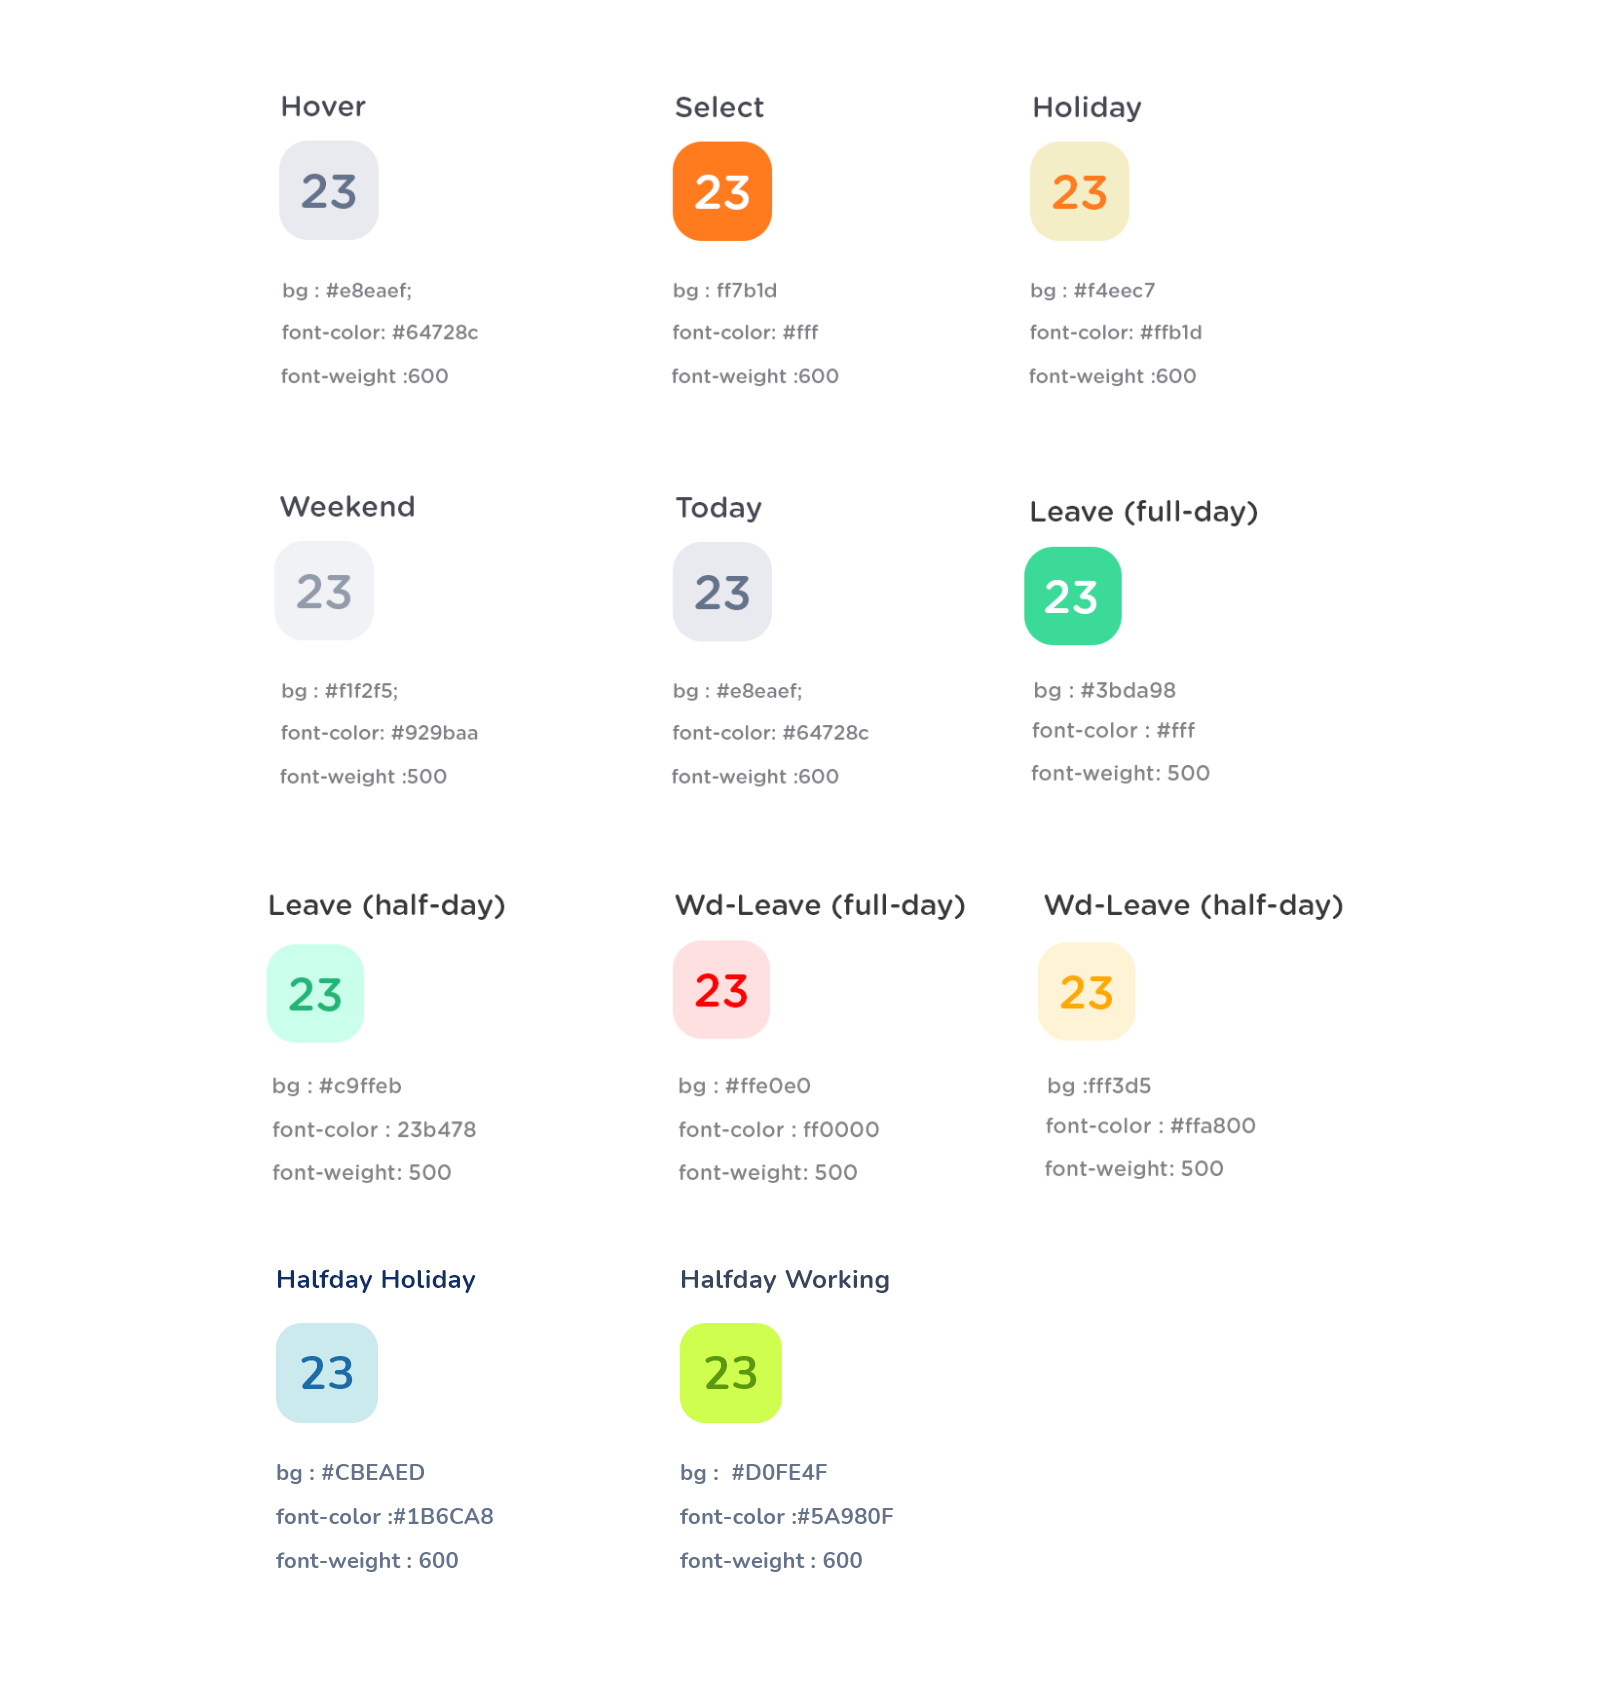 Hover
23
bg : #e8eaef;
font-color: #64728c
font-weight :600
Select
23
bg : ff7b1d
font-color: #fff
font-weight :600
Holiday
23
bg : #f4eec7
font-color: #ffb1d
font-weight :600
Weekend
23
bg : #f1f2f5;
font-color: #929baa
font-weight :500
Today
23
bg : #e8eaef;
font-color: #64728c
font-weight :600
Leave (full-day)
23
bg : #3bda98
font-color : #fff
font-weight: 500
Leave (half-day)
23
bg : #c9ffeb
font-color : 23b478
font-weight: 500
Wd-Leave (full-day)
23
bg : #ffe0e0
font-color : ff0000
font-weight: 500
Wd-Leave (half-day)
23
bg :fff3d5
font-color : #ffa800
font-weight: 500
Halfday Holiday
23
bg : #CBEAED
font-color :#1B6CA8
font-weight : 600
Halfday Working
23
bg :  #D0FE4F
font-color :#5A980F
font-weight : 600